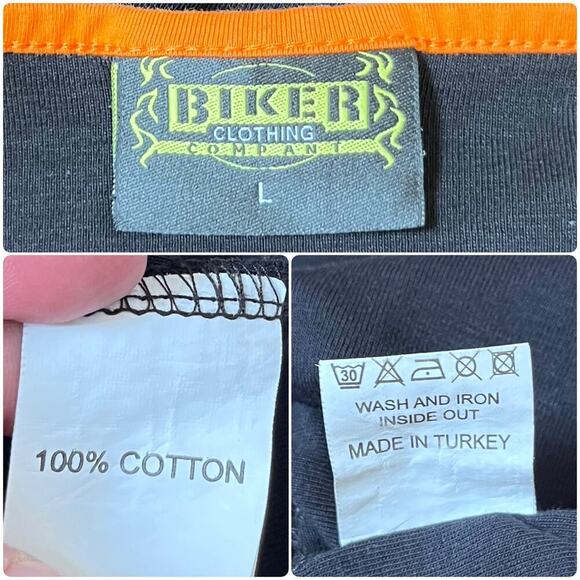 BIKER
CLOTHING
COMPANY
L
100% COTTON
30
WASH AND IRON
INSIDE OUT
MADE IN TURKEY